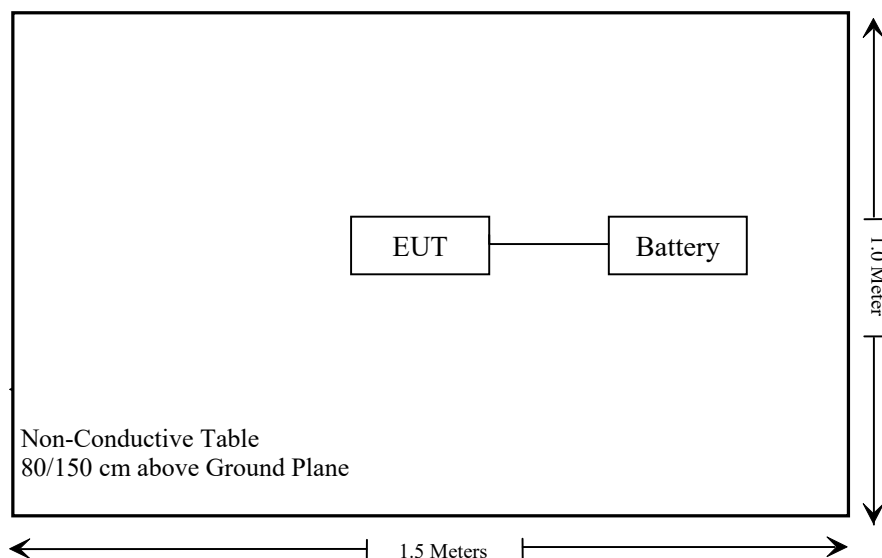 EUT
Battery
1.0 Meter
Non-Conductive Table
80/150 cm above Ground Plane
1.5 Meters